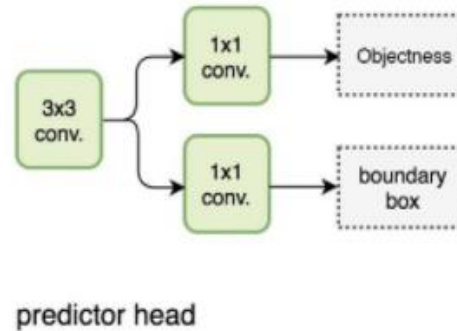 1x1
conv.
Objectness
3x3
conv.
1x1
conv.
boundary
box
predictor head